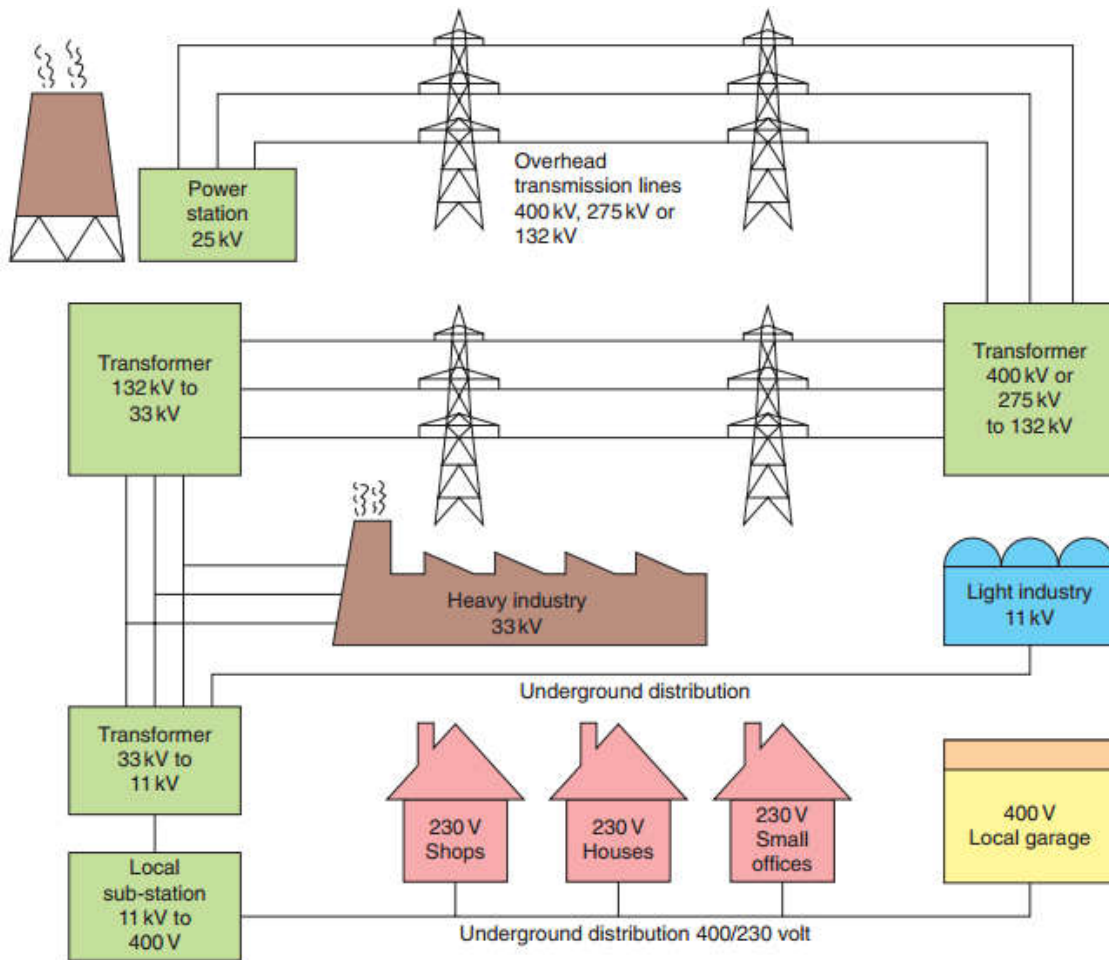 Power
station
25 kV
Overhead
transmission lines
400 kV, 275 kV or
132 kV
Transformer
132 kV to
33 kV
Transformer
400 kV or
275 kV
to 132 kV
Heavy industry
33 kV
Light industry
11 kV
Underground distribution
Transformer
33 kV to
11 kV
230 V
Shops
230 V
Houses
230 V
Small
offices
400 V
Local garage
Local
sub-station
11 kV to
400 V
Underground distribution 400/230 volt